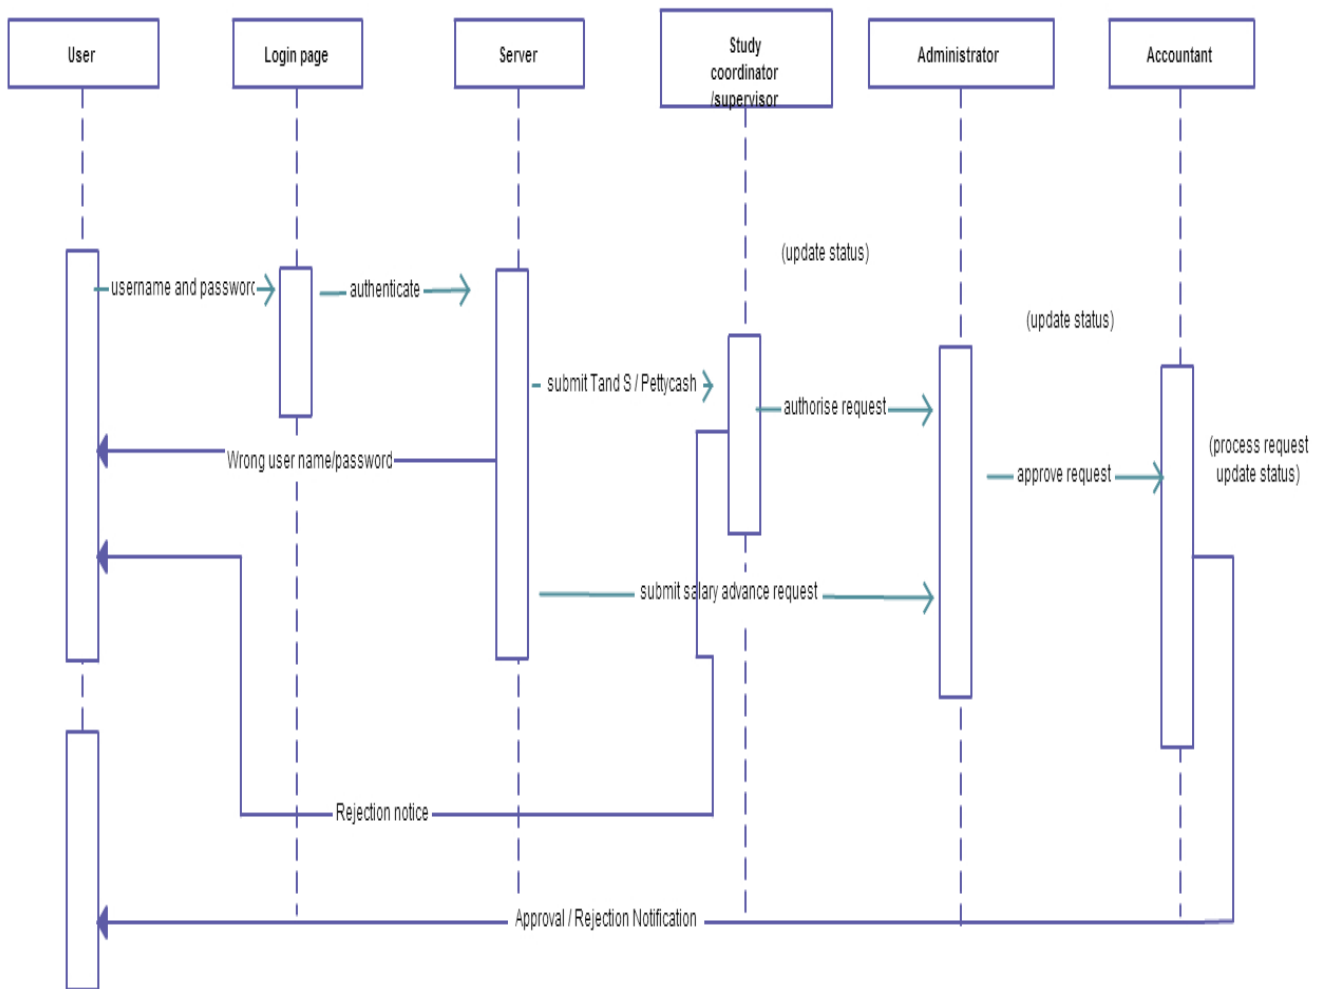 User
Login page
Server
Study
coordinator
/supervisor
Administrator
Accountant
(update status)
username and password
authenticate
(update status)
submit Tand S / Pettycash
authorise request
(process request
update status)
Wrong user name/password
approve request
submit salary advance request
Rejection notice
Approval / Rejection Notification